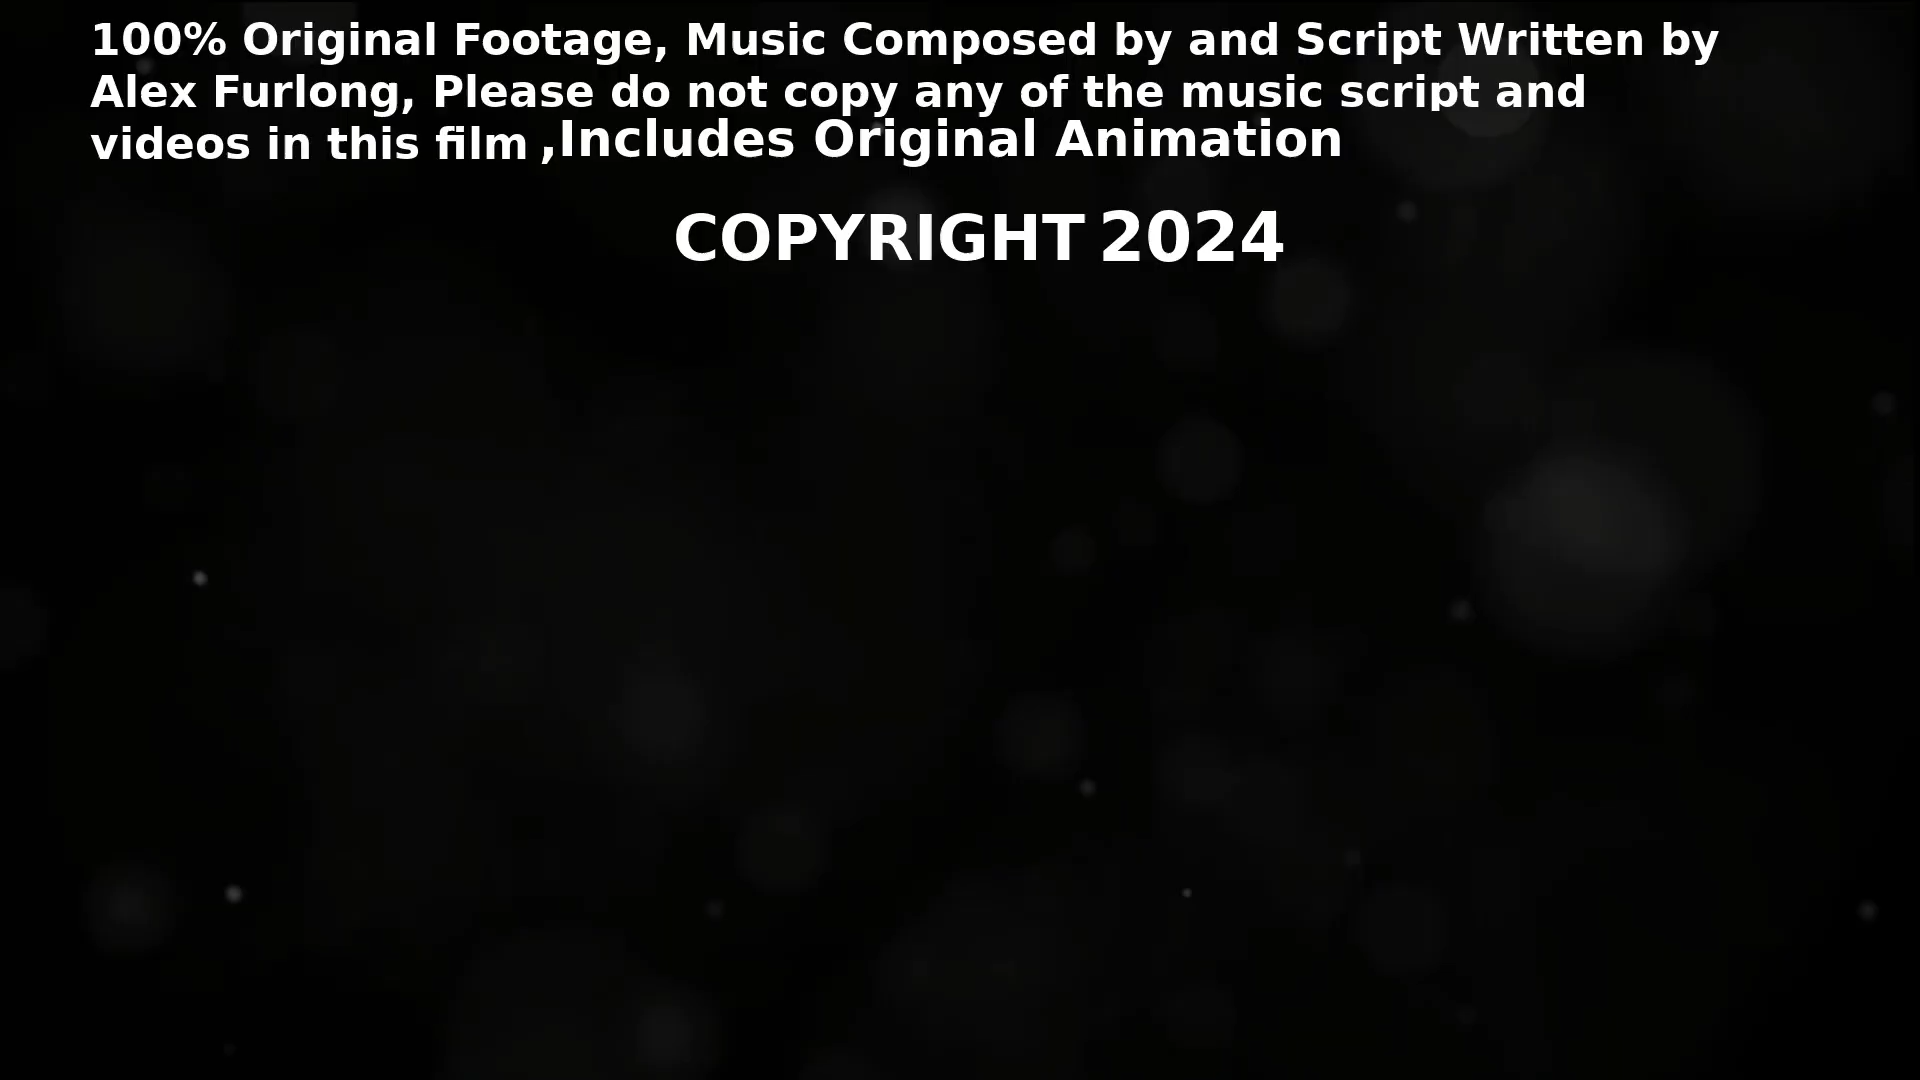 100% Original Footage, Music Composed by and Script Written by
Alex Furlong, Please do not copy any of the music script and
videos in this film ,Includes Original Animation
COPYRIGHT 2024